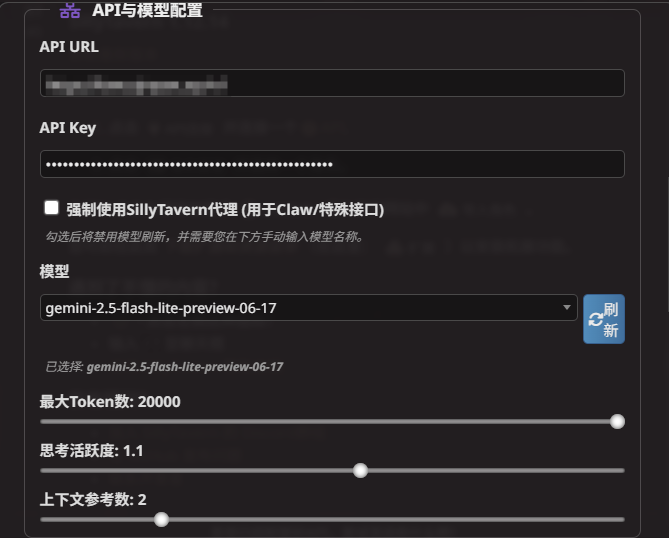 API与模型配置
API URL
API Key
••••••••••••••••••••••••••••••••••••••••••••••••••
强制使用SillyTavern代理 (用于Claw/特殊接口)
勾选后将禁用模型刷新，并需要您在下方手动输入模型名称。
模型
gemini-2.5-flash-lite-preview-06-17
刷新
已选择: gemini-2.5-flash-lite-preview-06-17
最大Token数: 20000
思考活跃度: 1.1
上下文参考数: 2